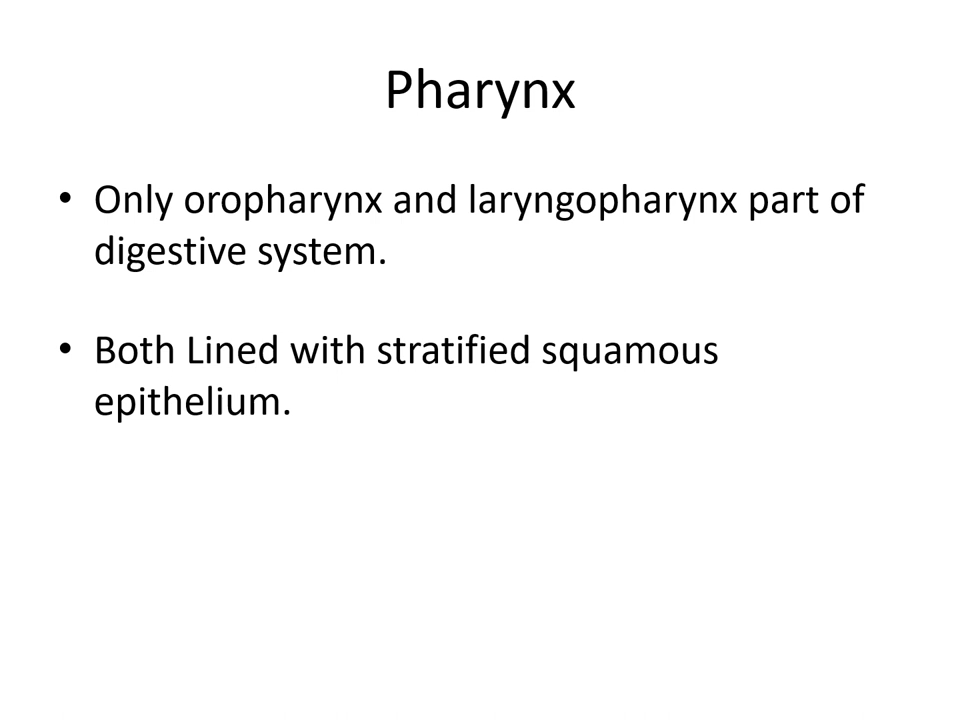 Pharynx
• Only oropharynx and laryngopharynx part of
digestive system.
• Both Lined with stratified squamous
epithelium.